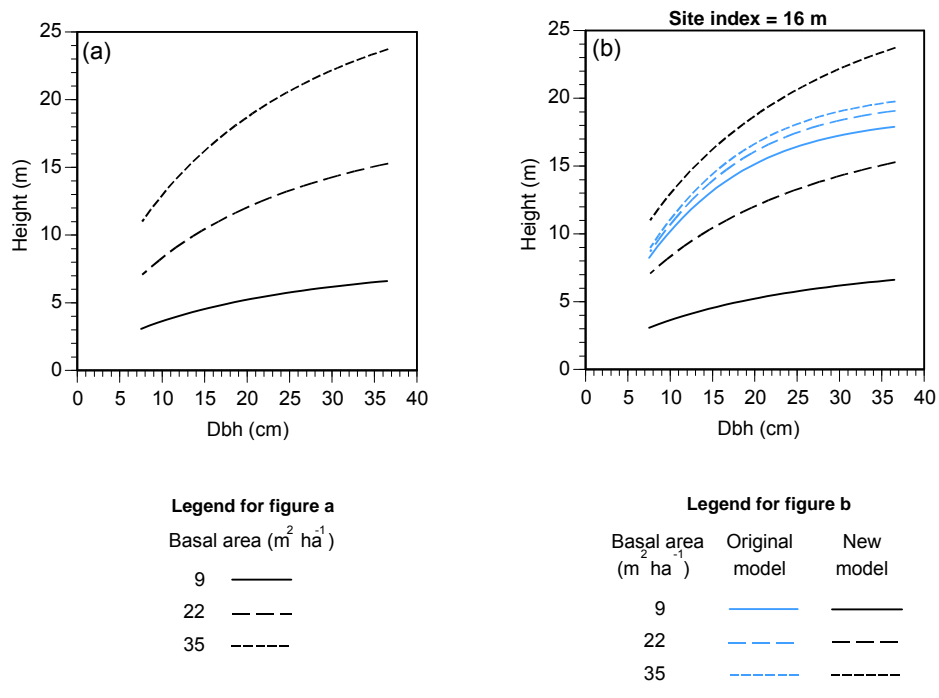 (a)
25
20
15
10
5
0
Height (m)
0 5 10 15 20 25 30 35 40
Dbh (cm)
Site index = 16 m
(b)
25
20
15
10
5
0
Height (m)
0 5 10 15 20 25 30 35 40
Dbh (cm)
Legend for figure a
Basal area (m² ha⁻¹)
9
22
35
Legend for figure b
Basal area Original New
(m² ha⁻¹) model model
9
22
35